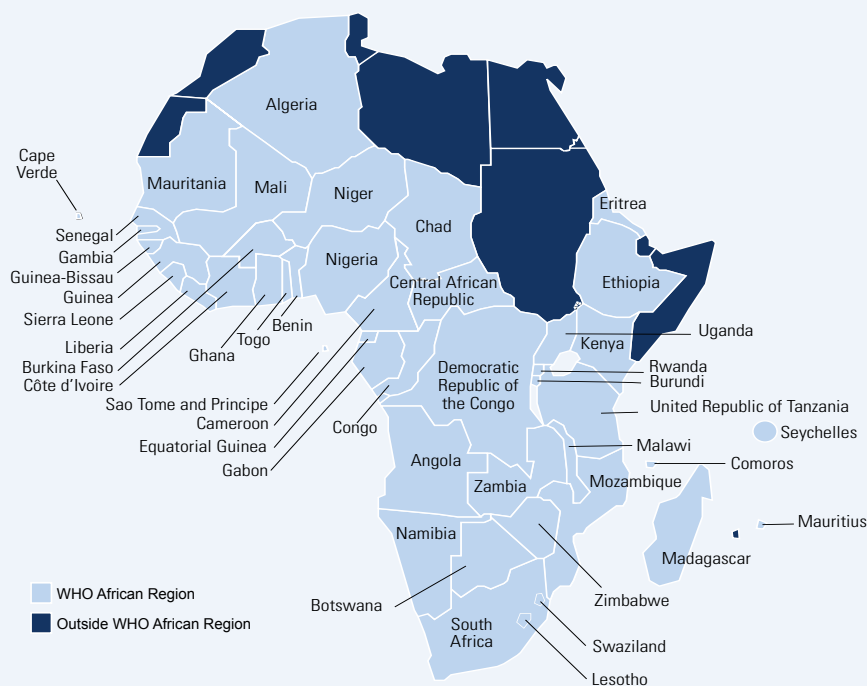 Algeria
Cape
Verde
Mauritania
Mali
Niger
Chad
Eritrea
Senegal
Gambia
Guinea-Bissau
Guinea
Sierra Leone
Liberia
Burkina Faso
Côte d’Ivoire
Ghana
Togo
Benin
Nigeria
Central African
Republic
Ethiopia
Uganda
Kenya
Rwanda
Burundi
Democratic
Republic of
the Congo
United Republic of Tanzania
Seychelles
Sao Tome and Principe
Cameroon
Equatorial Guinea
Gabon
Congo
Angola
Malawi
Comoros
Zambia
Mozambique
Mauritius
Namibia
Madagascar
Botswana
Zimbabwe
South
Africa
Swaziland
Lesotho
WHO African Region
Outside WHO African Region